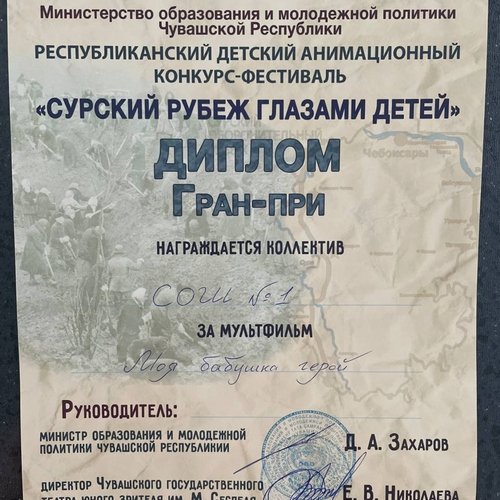 Министерство образования и молодежной политики
Чувашской Республики
РЕСПУБЛИКАНСКИЙ ДЕТСКИЙ АНИМАЦИОННЫЙ
КОНКУРС-ФЕСТИВАЛЬ
«СУРСКИЙ РУБЕЖ ГЛАЗАМИ ДЕТЕЙ»
Чебоксары
ДИПЛОМ
ГРАН-ПРИ
НАГРАЖДАЕТСЯ КОЛЛЕКТИВ
СОШ №1
ЗА МУЛЬТФИЛЬМ
Моя бабушка герой
РУКОВОДИТЕЛЬ:
МИНИСТР ОБРАЗОВАНИЯ И МОЛОДЕЖНОЙ
ПОЛИТИКИ ЧУВАШСКОЙ РЕСПУБЛИКИИ
Д. А. ЗАХАРОВ
ДИРЕКТОР ЧУВАШСКОГО ГОСУДАРСТВЕННОГО
ТЕАТРА ЮНОГО ЗРИТЕЛЯ ИМ. М. СЕСПЕЛЯ
Е. В. НИКОЛАЕВА